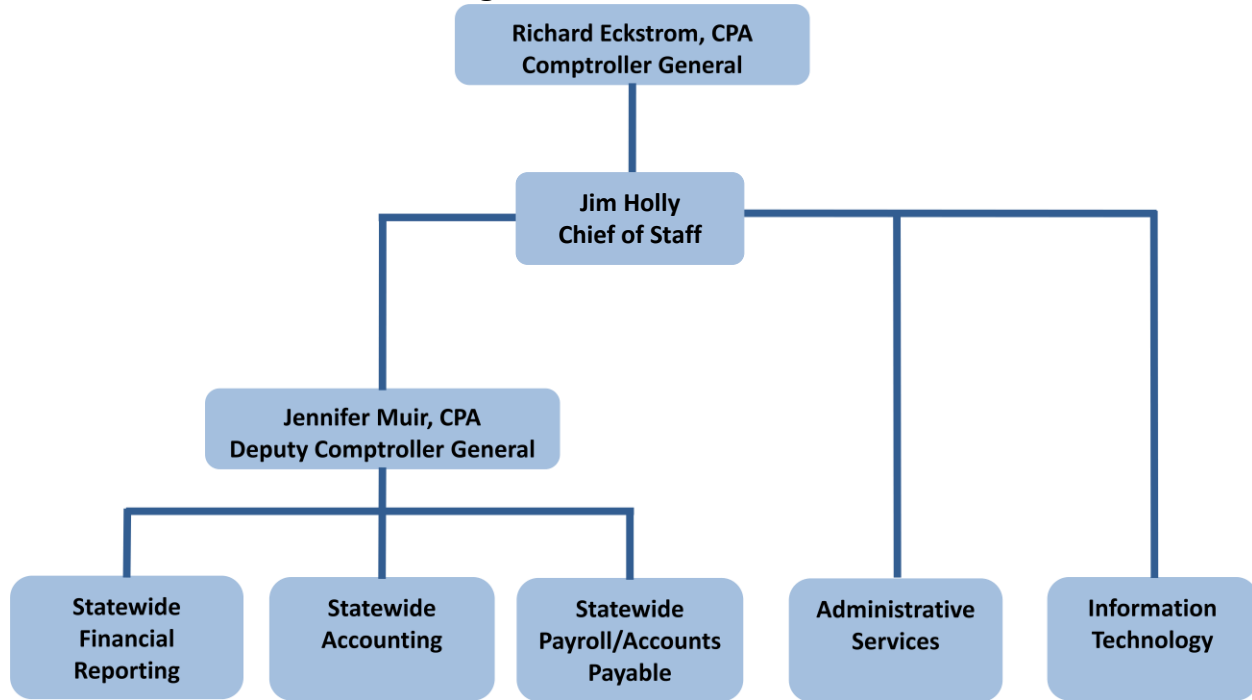 Richard Eckstrom, CPA
Comptroller General
Jim Holly
Chief of Staff
Jennifer Muir, CPA
Deputy Comptroller General
Statewide
Financial
Reporting
Statewide
Accounting
Statewide
Payroll/Accounts
Payable
Administrative
Services
Information
Technology